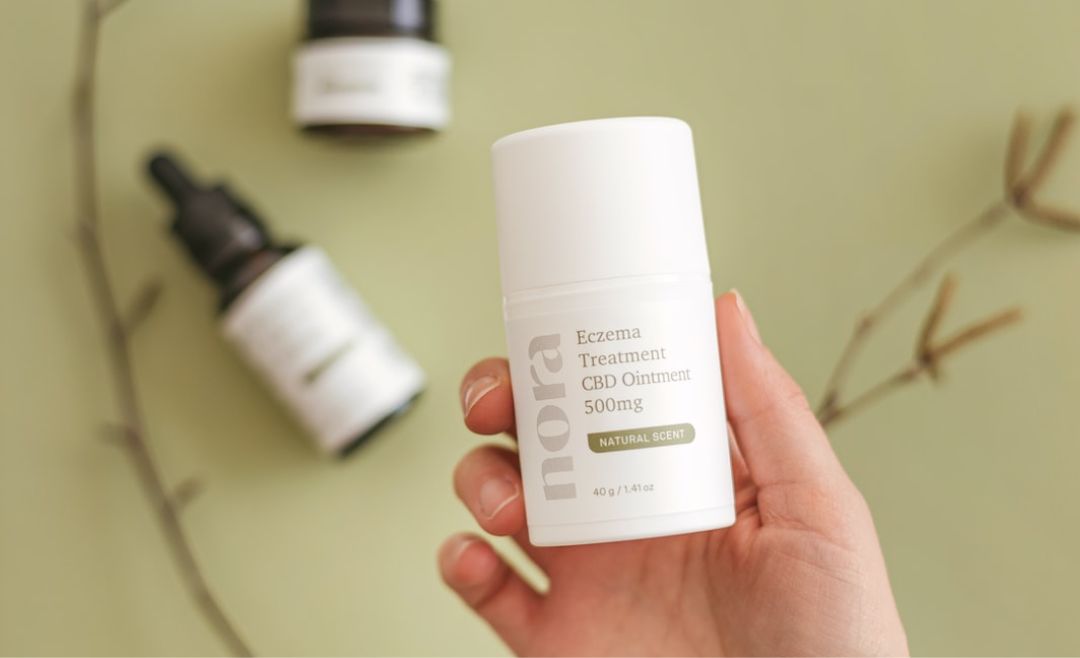 nora
Eczema
Treatment
CBD Ointment
500mg
NATURAL SCENT
40 g / 1.41 oz